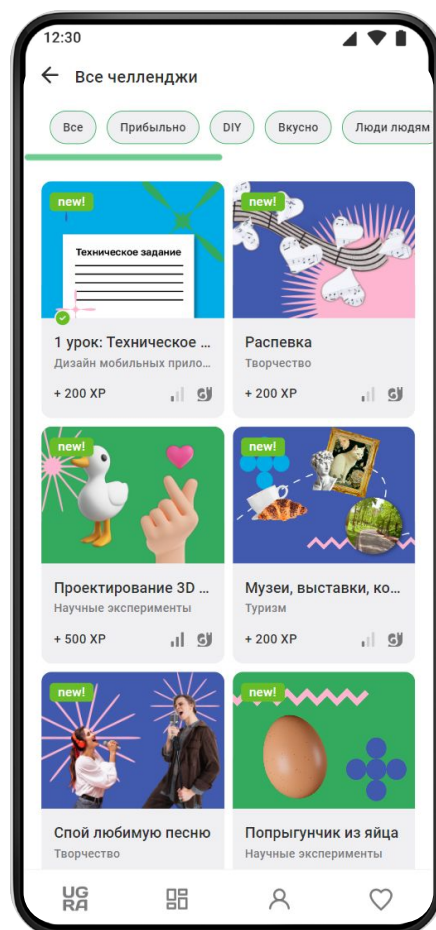 12:30
Все челленджи
Все
Прибыльно
DIY
Вкусно
Люди людям
new!
Техническое задание
1 урок: Техническое ...
Дизайн мобильных прило...
+ 200 XP
new!
Распевка
Творчество
+ 200 XP
new!
Проектирование 3D ...
Научные эксперименты
+ 500 XP
new!
Музеи, выставки, ко...
Туризм
+ 200 XP
new!
Спой любимую песню
Творчество
new!
Попрыгунчик из яйца
Научные эксперименты
UG
RA